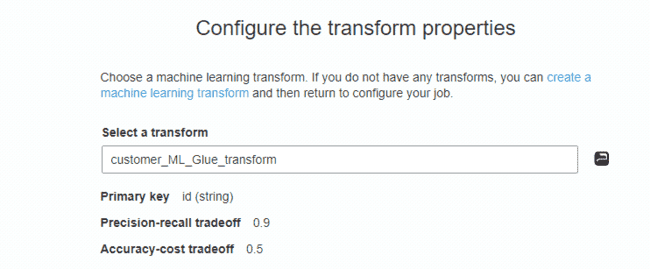 Configure the transform properties
Choose a machine learning transform. If you do not have any transforms, you can create a
machine learning transform and then return to configure your job.
Select a transform
customer_ML_Glue_transform
Primary key id (string)
Precision-recall tradeoff 0.9
Accuracy-cost tradeoff 0.5